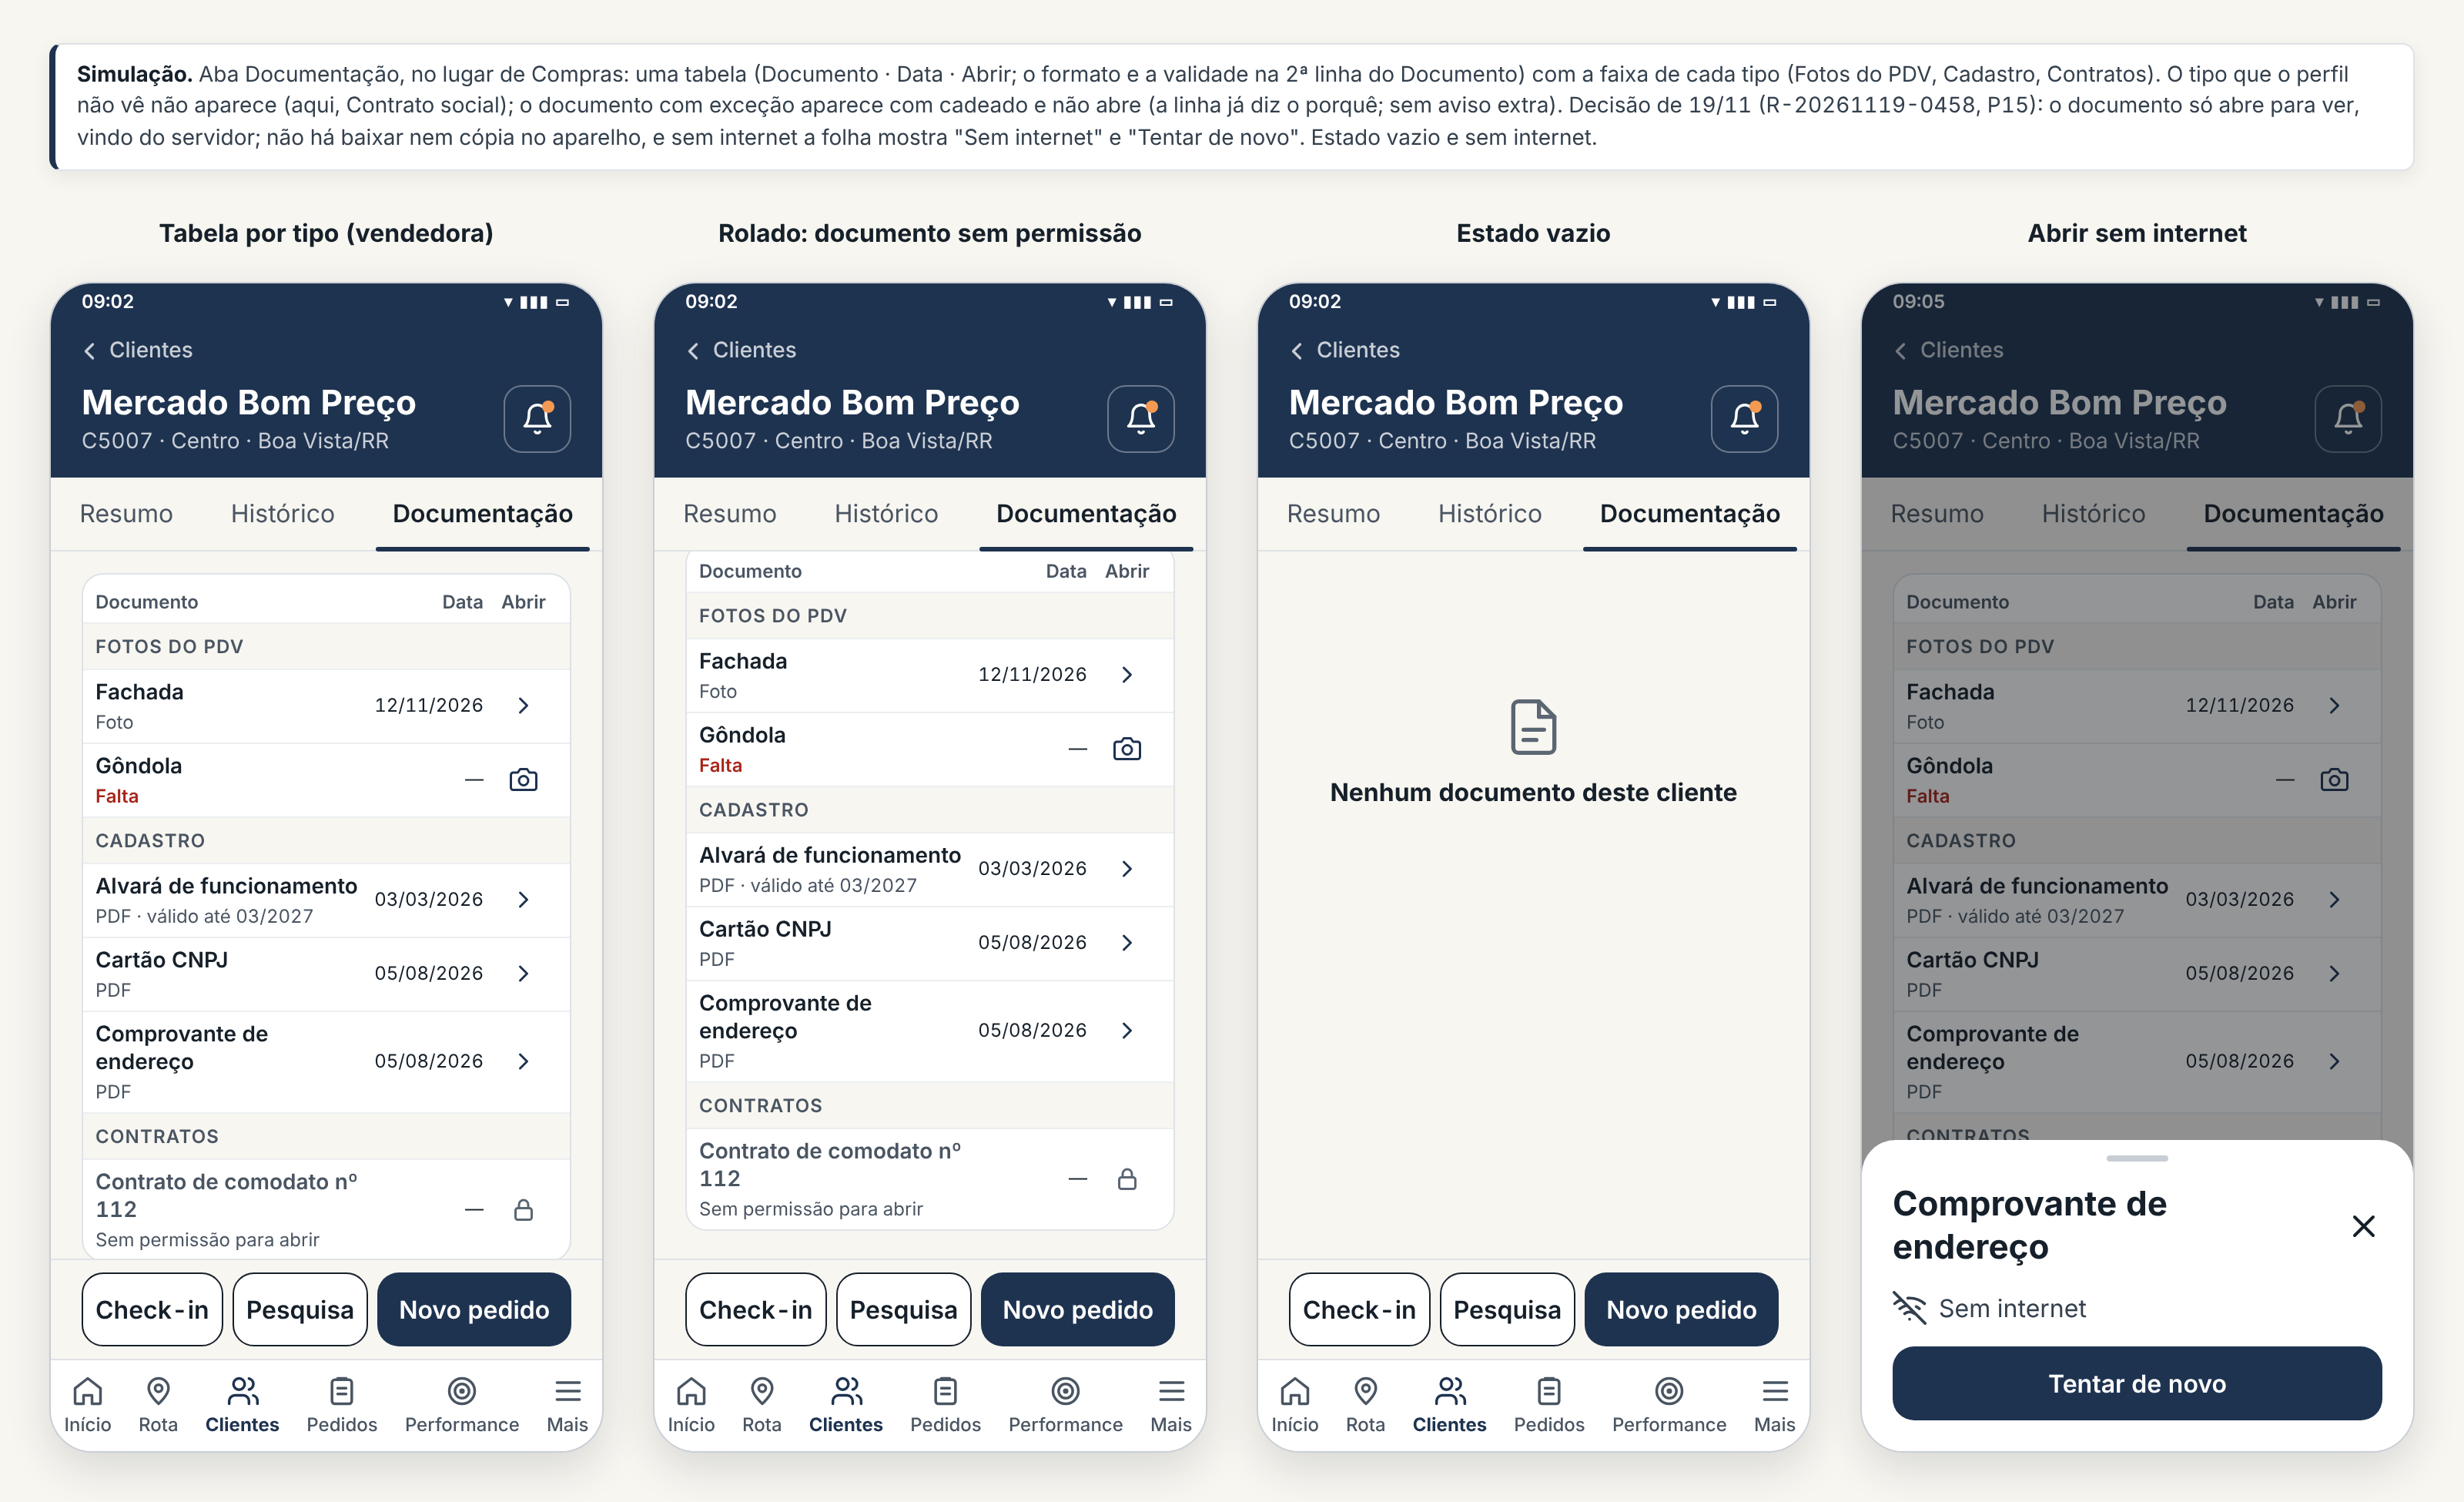 Simulação. Aba Documentação, no lugar de Compras: uma tabela (Documento · Data · Abrir; o formato e a validade na 2ª linha do Documento) com a faixa de cada tipo (Fotos do PDV, Cadastro, Contratos). O tipo que o perfil
não vê não aparece (aqui, Contrato social); o documento com exceção aparece com cadeado e não abre (a linha já diz o porquê; sem aviso extra). Decisão de 19/11 (R-20261119-0458, P15): o documento só abre para ver,
vindo do servidor; não há baixar nem cópia no aparelho, e sem internet a folha mostra "Sem internet" e "Tentar de novo". Estado vazio e sem internet.
Tabela por tipo (vendedora)
09:02
Clientes
Mercado Bom Preço
C5007 · Centro · Boa Vista/RR
Resumo Histórico Documentação
Documento Data Abrir
FOTOS DO PDV
Fachada 12/11/2026
Foto
Gôndola —
Falta
CADASTRO
Alvará de funcionamento 03/03/2026
PDF · válido até 03/2027
Cartão CNPJ 05/08/2026
PDF
Comprovante de
endereço 05/08/2026
PDF
CONTRATOS
Contrato de comodato nº
112 —
Sem permissão para abrir
Check-in Pesquisa Novo pedido
Início Rota Clientes Pedidos Performance Mais
Rolado: documento sem permissão
09:02
Clientes
Mercado Bom Preço
C5007 · Centro · Boa Vista/RR
Resumo Histórico Documentação
Documento Data Abrir
FOTOS DO PDV
Fachada 12/11/2026
Foto
Gôndola —
Falta
CADASTRO
Alvará de funcionamento 03/03/2026
PDF · válido até 03/2027
Cartão CNPJ 05/08/2026
PDF
Comprovante de
endereço 05/08/2026
PDF
CONTRATOS
Contrato de comodato nº
112 —
Sem permissão para abrir
Check-in Pesquisa Novo pedido
Início Rota Clientes Pedidos Performance Mais
Estado vazio
09:02
Clientes
Mercado Bom Preço
C5007 · Centro · Boa Vista/RR
Resumo Histórico Documentação
Nenhum documento deste cliente
Check-in Pesquisa Novo pedido
Início Rota Clientes Pedidos Performance Mais
Abrir sem internet
09:05
Clientes
Mercado Bom Preço
C5007 · Centro · Boa Vista/RR
Resumo Histórico Documentação
Documento Data Abrir
FOTOS DO PDV
Fachada 12/11/2026
Foto
Gôndola —
Falta
CADASTRO
Alvará de funcionamento 03/03/2026
PDF · válido até 03/2027
Cartão CNPJ 05/08/2026
PDF
Comprovante de
endereço 05/08/2026
PDF
CONTRATOS
Comprovante de
endereço
Sem internet
Tentar de novo